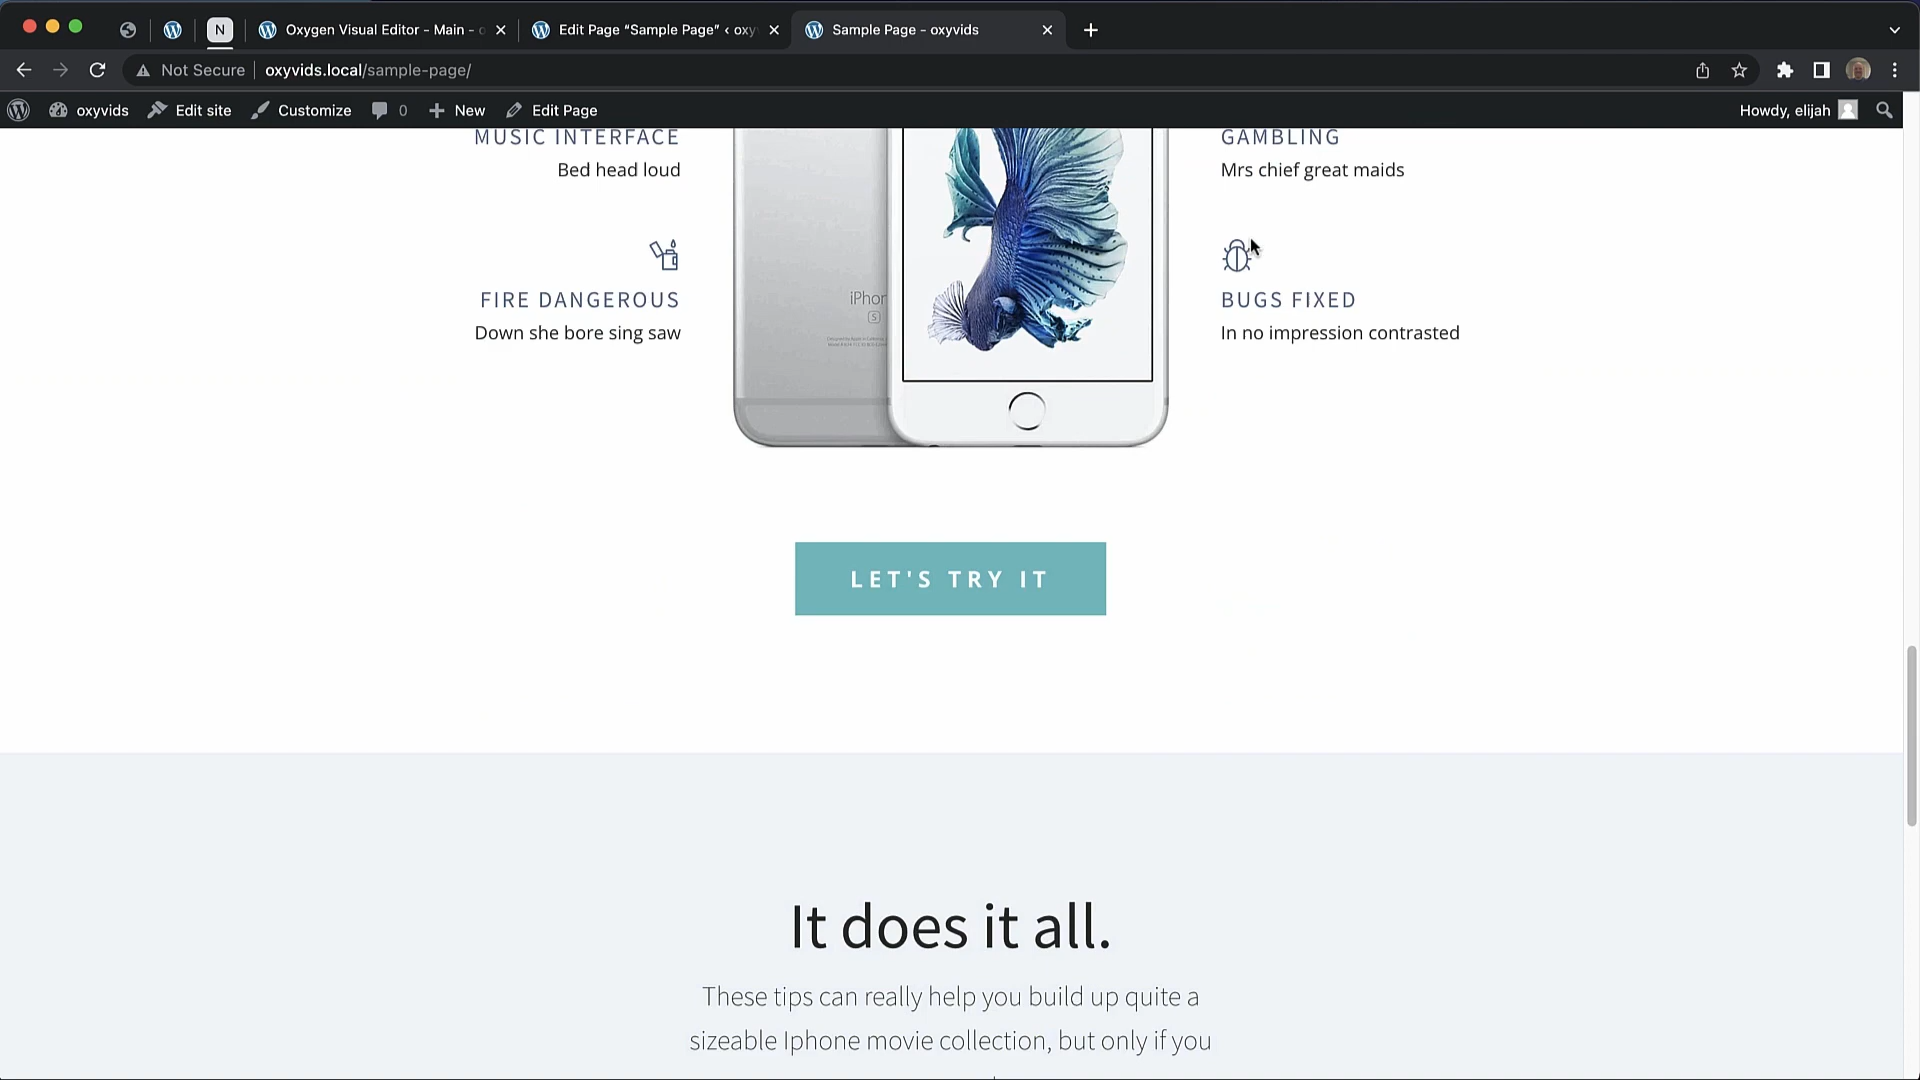 N
Oxygen Visual Editor - Main - o
Edit Page “Sample Page” ‹ oxy
Sample Page - oxyvids
Not Secure
oxyvids.local/sample-page/
oxyvids
Edit site
Customize
0
New
Edit Page
Howdy, elijah
MUSIC INTERFACE
Bed head loud
GAMBLING
Mrs chief great maids
FIRE DANGEROUS
Down she bore sing saw
iPhon
S
BUGS FIXED
In no impression contrasted
LET'S TRY IT
It does it all.
These tips can really help you build up quite a
sizeable Iphone movie collection, but only if you